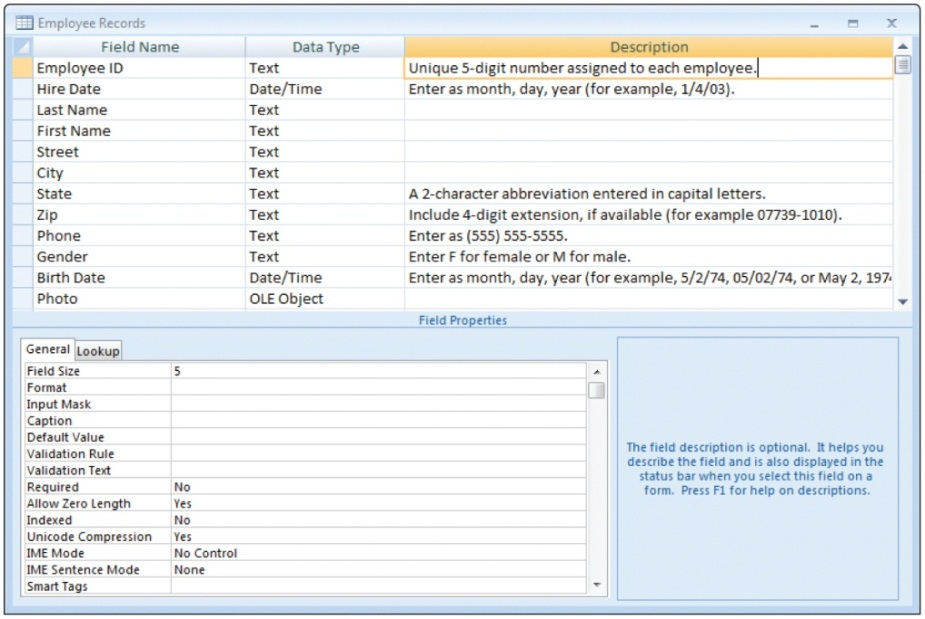 Employee Records
Field Name Data Type Description
Employee ID Text Unique 5-digit number assigned to each employee.
Hire Date Date/Time Enter as month, day, year (for example, 1/4/03).
Last Name Text
First Name Text
Street Text
City Text
State Text A 2-character abbreviation entered in capital letters.
Zip Text Include 4-digit extension, if available (for example 07739-1010).
Phone Text Enter as (555) 555-5555.
Gender Text Enter F for female or M for male.
Birth Date Date/Time Enter as month, day, year (for example, 5/2/74, 05/02/74, or May 2, 197
Photo OLE Object
Field Properties
General Lookup
Field Size 5
Format
Input Mask
Caption
Default Value
Validation Rule
Validation Text
Required No
Allow Zero Length Yes
Indexed No
Unicode Compression Yes
IME Mode No Control
IME Sentence Mode None
Smart Tags
The field description is optional. It helps you
describe the field and is also displayed in the
status bar when you select this field on a
form. Press F1 for help on descriptions.